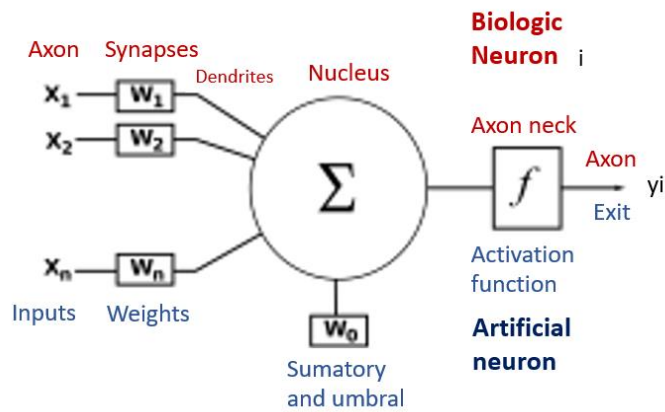 Biologic
Neuron i
Axon Synapses
Dendrites Nucleus
X1 W1
X2 W2
Axon neck
Σ
f
Axon
yi
Exit
Xn Wn
Activation
function
Inputs Weights
W0
Artificial
neuron
Sumatory
and umbral